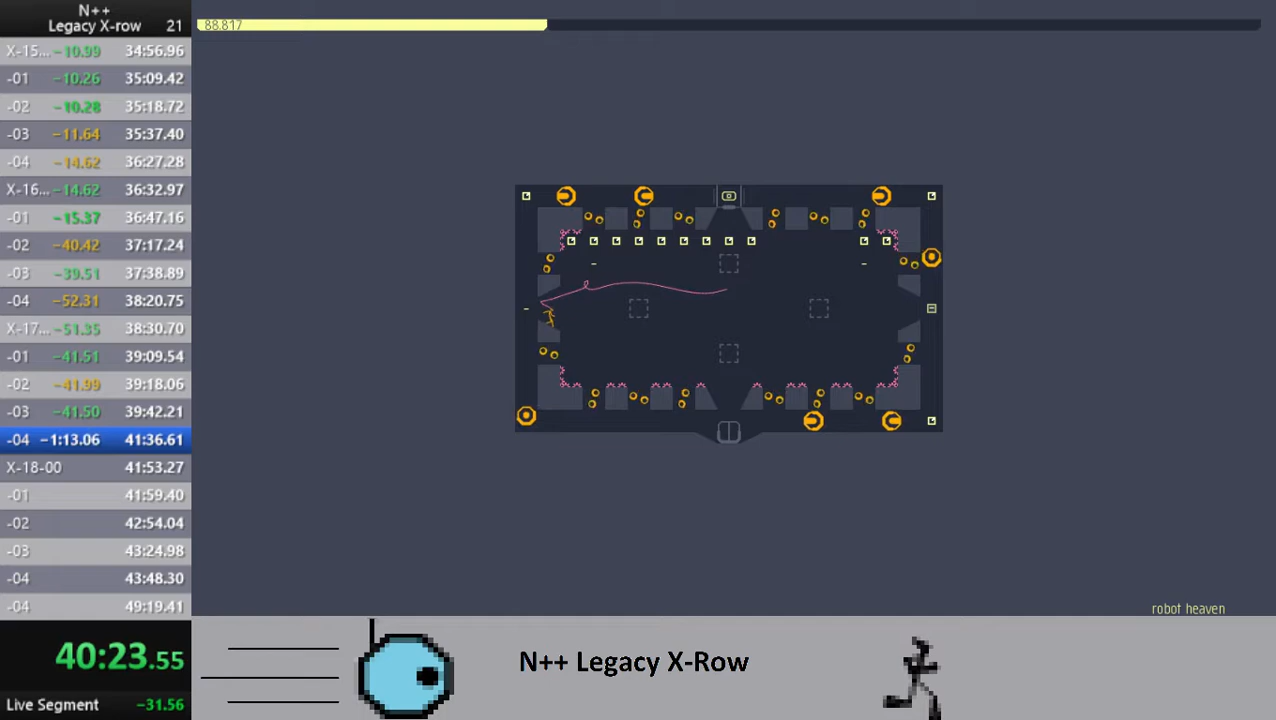 N++
Legacy X-row 21
88.817
X-15... −10.99 34:56.96
-01 −10.26 35:09.42
-02 −10.28 35:18.72
-03 −11.64 35:37.40
-04 −14.62 36:27.28
X-16... −14.62 36:32.97
-01 −15.37 36:47.16
-02 −40.42 37:17.24
-03 −39.51 37:38.89
-04 −52.31 38:20.75
X-17... −51.35 38:30.70
-01 −41.51 39:09.54
-02 −41.99 39:18.06
-03 −41.50 39:42.21
-04 −1:13.06 41:36.61
X-18-00 41:53.27
-01 41:59.40
-02 42:54.04
-03 43:24.98
-04 43:48.30
-04 49:19.41
robot heaven
40:23.55
N++ Legacy X-Row
Live Segment −31.56